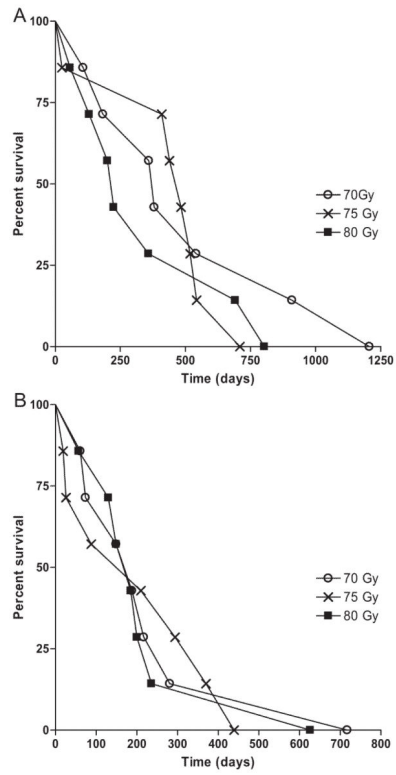 A
100
75
50
25
0
Percent survival
70Gy
75 Gy
80 Gy
0 250 500 750 1000 1250
Time (days)
B
100
75
50
25
0
Percent survival
70 Gy
75 Gy
80 Gy
0 100 200 300 400 500 600 700 800
Time (days)